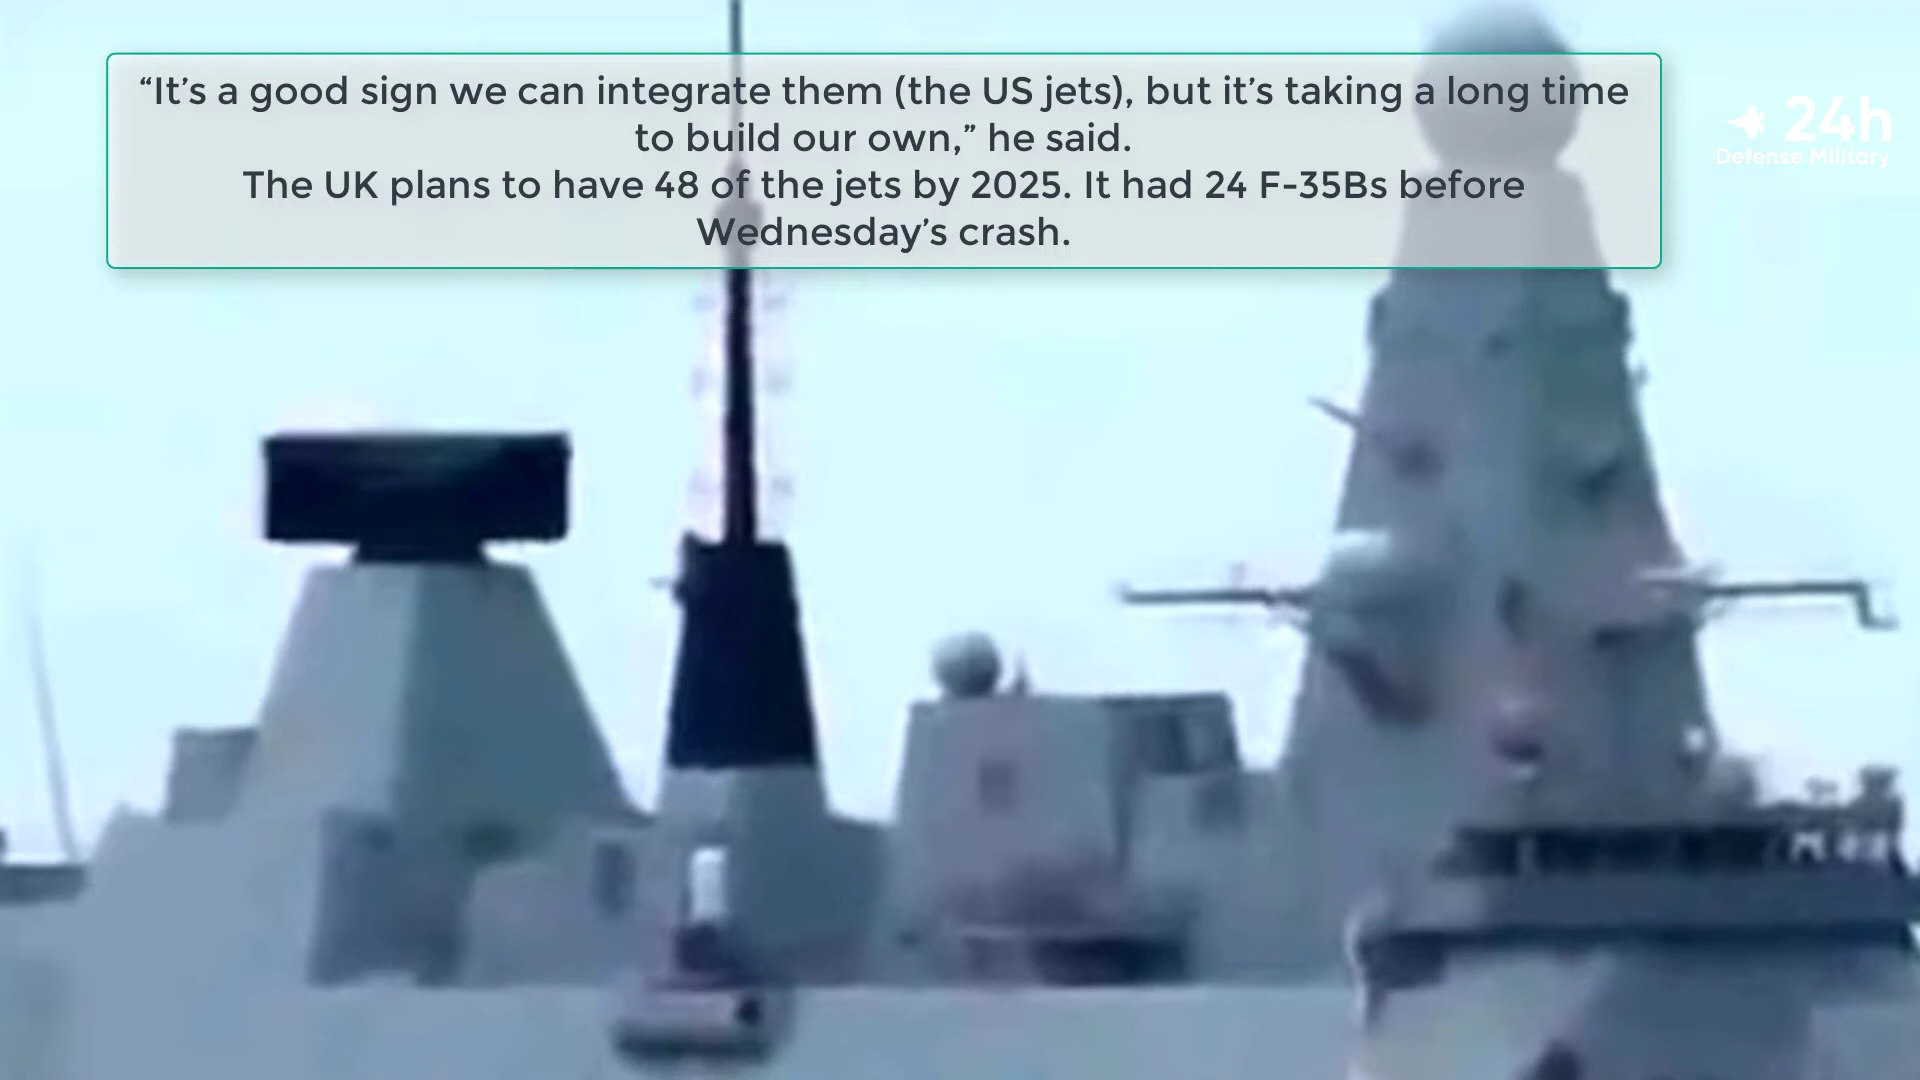 “It’s a good sign we can integrate them (the US jets), but it’s taking a long time
to build our own,” he said.
The UK plans to have 48 of the jets by 2025. It had 24 F-35Bs before
Wednesday’s crash.
24h
Defense Military